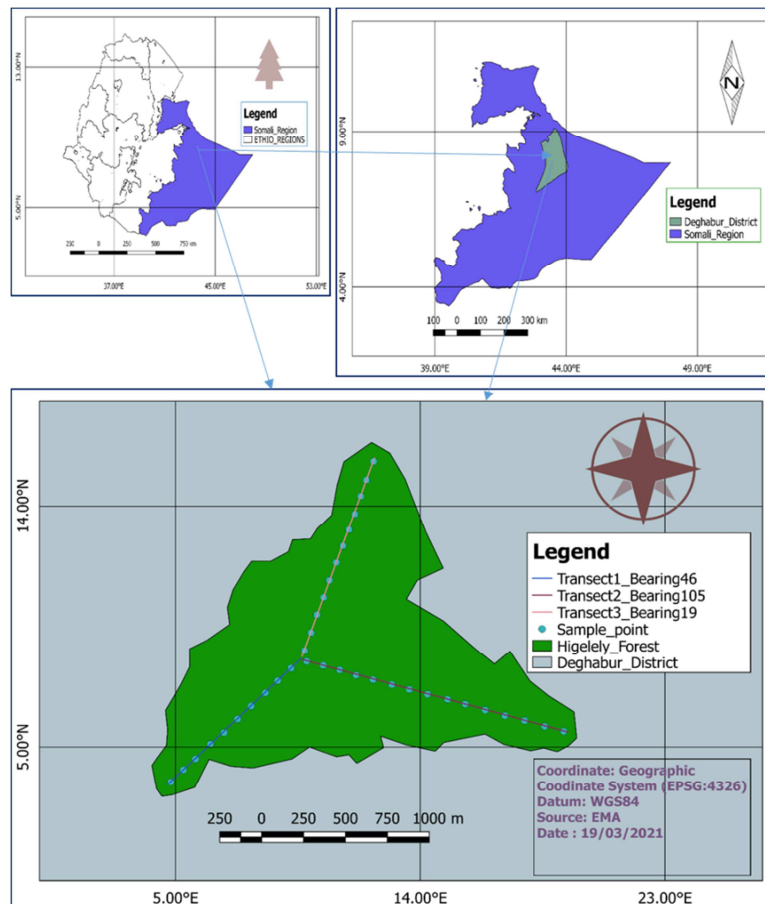 13.00°N
5.00°N
Legend
Somali_Region
ETHIO_REGIONS
250 0 250 500 750 km
37.00°E 45.00°E 53.00°E
N
9.00°N
4.00°N
Legend
Deghabur_District
Somali_Region
100 0 100 200 300 km
39.00°E 44.00°E 49.00°E
14.00°N
5.00°N
Legend
Transect1_Bearing46
Transect2_Bearing105
Transect3_Bearing19
Sample_point
Higelely_Forest
Deghabur_District
Coordinate: Geographic
Coodinate System (EPSG:4326)
Datum: WGS84
Source: EMA
Date : 19/03/2021
250 0 250 500 750 1000 m
5.00°E 14.00°E 23.00°E